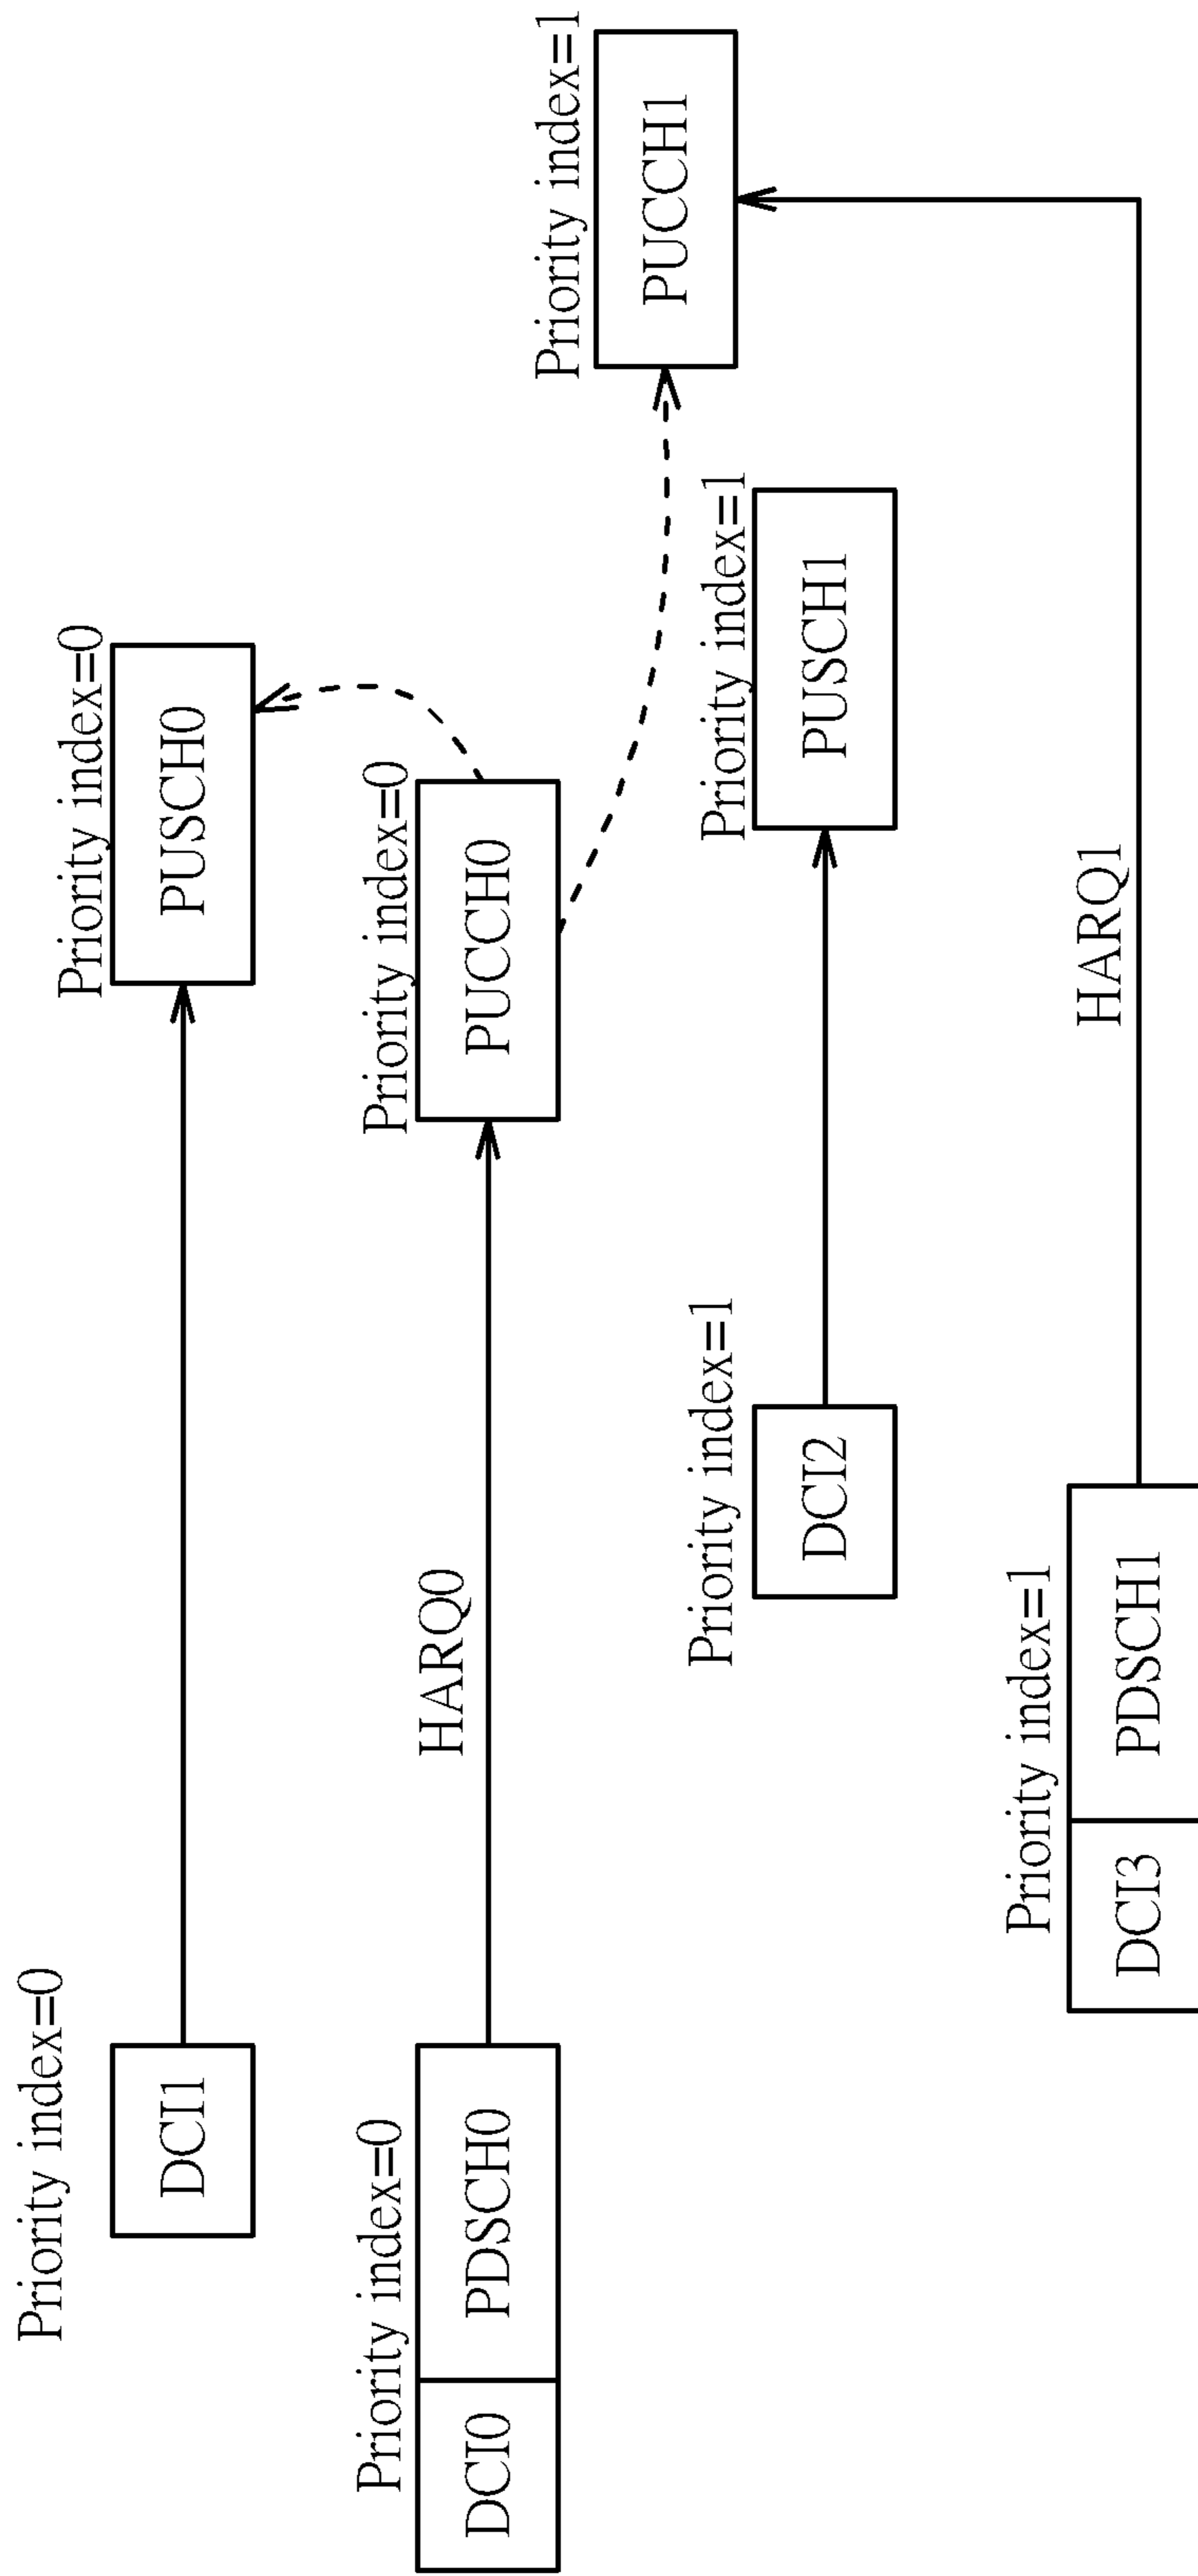 Priority index=0
DCI1
Priority index=0
PUSCH0
Priority index=0
DCI0
PDSCH0
HARQ0
Priority index=0
PUCCH0
Priority index=1
PUCCH1
Priority index=1
DCI2
Priority index=1
PUSCH1
Priority index=1
DCI3
PDSCH1
HARQ1